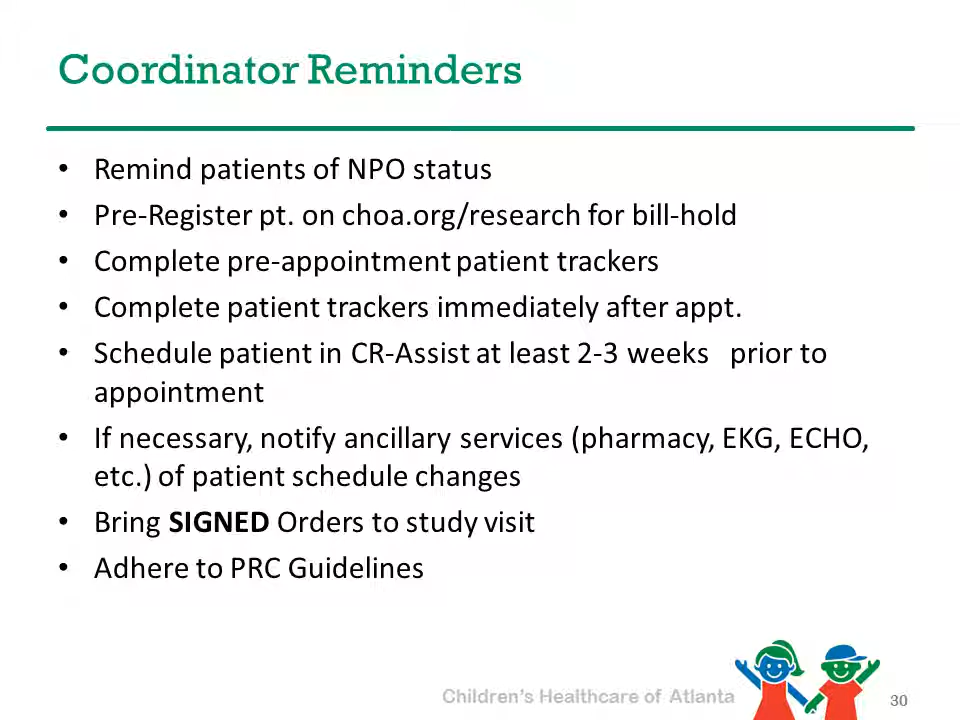 Coordinator Reminders
• Remind patients of NPO status
• Pre-Register pt. on choa.org/research for bill-hold
• Complete pre-appointment patient trackers
• Complete patient trackers immediately after appt.
• Schedule patient in CR-Assist at least 2-3 weeks   prior to
appointment
• If necessary, notify ancillary services (pharmacy, EKG, ECHO,
etc.) of patient schedule changes
• Bring SIGNED Orders to study visit
• Adhere to PRC Guidelines
Children's Healthcare of Atlanta
30